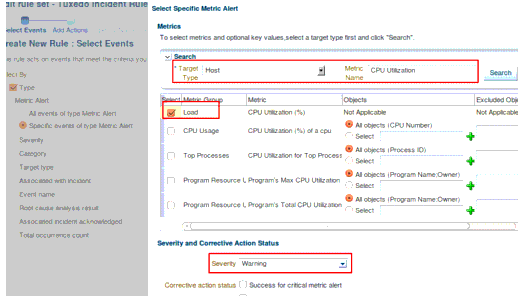 dit rule set - Tuxedo Incident Rule
elect Events Add Actions
reate New Rule : Select Events
is rule acts on events that meet the criteria you
lect By
Type
Metric Alert
All events of type Metric Alert
Specific events of type Metric Alert
Severity
Category
Target type
Associated with incident
Event name
Root cause analysis result
Associated incident acknowledged
Total occurrence count
Select Specific Metric Alert
Metrics
To select metrics and optional key values,select a target type first and click "Search".
Search
* Target Type Host Metric Name CPU Utilization Search
Select Metric Group Metric Objects Excluded Obje
Load CPU Utilization (%) Not Applicable Not Applicable
CPU Usage CPU Utilization (%) of a cpu All objects (CPU Number)
Select
Top Processes CPU Utilization for Top Process All objects (Process ID)
Select
Program Resource U Program's Max CPU Utilization All objects (Program Name;Owner)
Select
Program Resource U Program's Total CPU Utilization All objects (Program Name;Owner)
Select
Severity and Corrective Action Status
Severity Warning
Corrective action status Success for critical metric alert